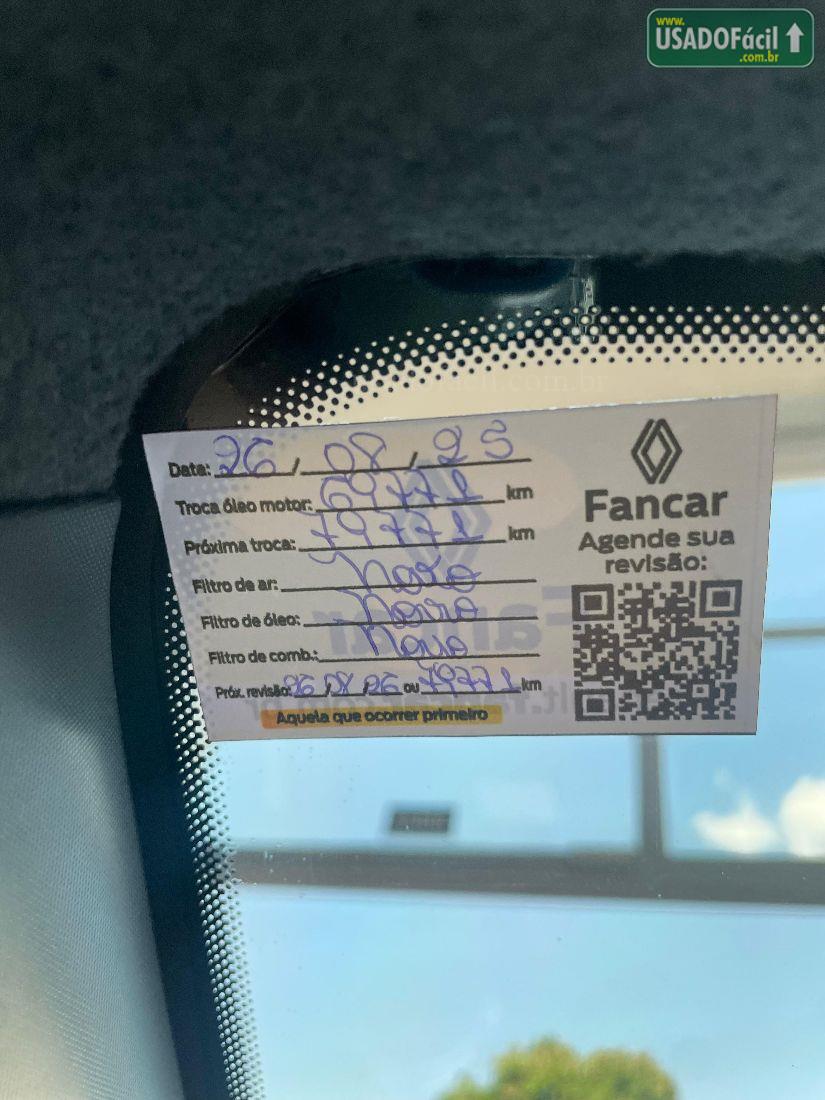 www.
USADOFácil
.com.br
Data: 26/08/25
Troca óleo motor: 69771 km
Próxima troca: 79771 km
Filtro de ar: Novo
Filtro de óleo: Novo
Filtro de comb.: Novo
Próx. revisão: 26/08/26 ou 79771 km
Aquela que ocorrer primeiro
Fancar
Agende sua
revisão: